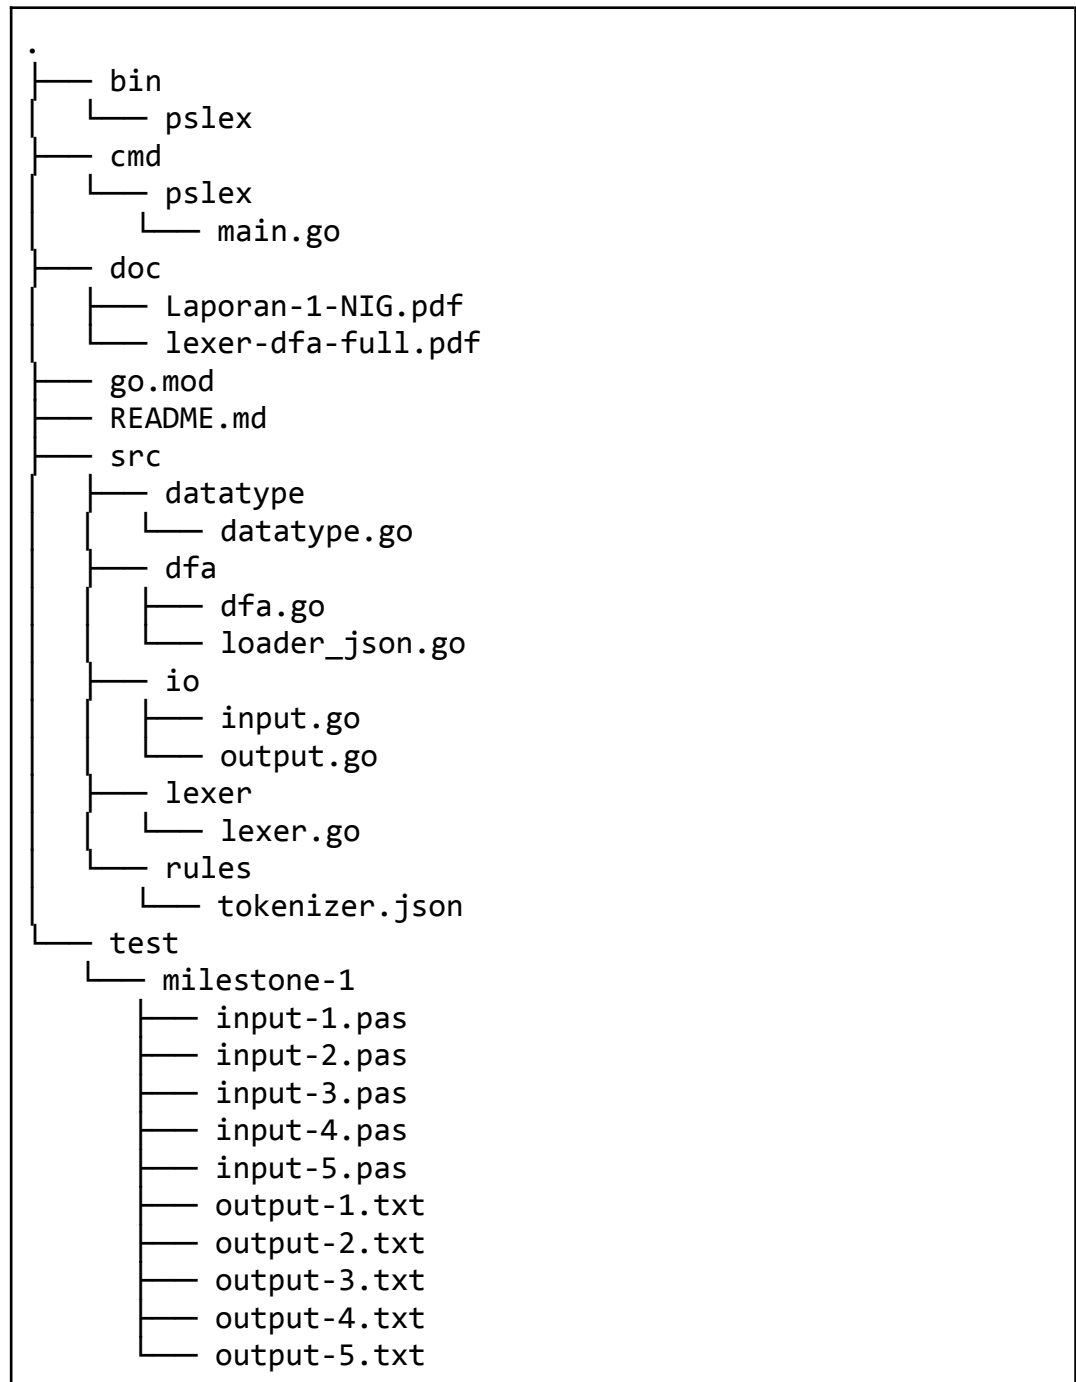 .
├── bin
│   └── pslex
├── cmd
│   └── pslex
│       └── main.go
├── doc
│   ├── Laporan-1-NIG.pdf
│   └── lexer-dfa-full.pdf
├── go.mod
├── README.md
├── src
│   ├── datatype
│   │   └── datatype.go
│   ├── dfa
│   │   ├── dfa.go
│   │   └── loader_json.go
│   ├── io
│   │   ├── input.go
│   │   └── output.go
│   ├── lexer
│   │   └── lexer.go
│   └── rules
│       └── tokenizer.json
└── test
    └── milestone-1
        ├── input-1.pas
        ├── input-2.pas
        ├── input-3.pas
        ├── input-4.pas
        ├── input-5.pas
        ├── output-1.txt
        ├── output-2.txt
        ├── output-3.txt
        ├── output-4.txt
        └── output-5.txt